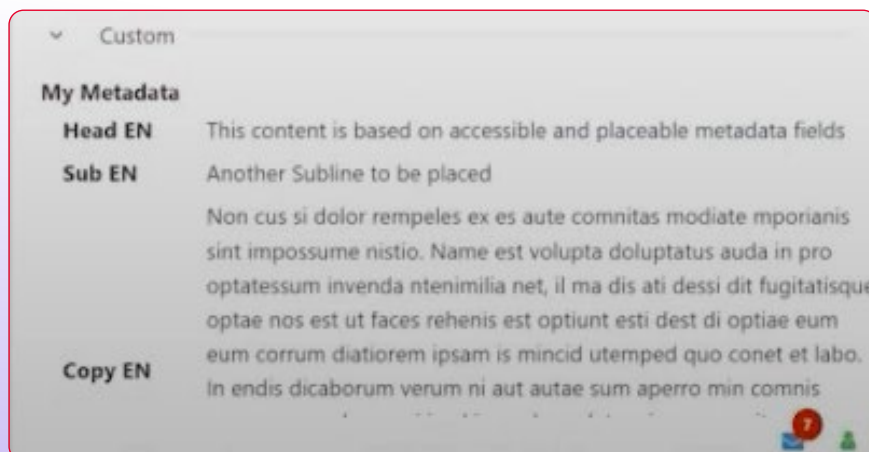 Custom
My Metadata
Head EN This content is based on accessible and placeable metadata fields
Sub EN Another Subline to be placed
Non cus si dolor rempeles ex es aute comnitas modiate mporianis
sint impossume nistio. Name est volupta doluptatus auda in pro
optatessum invenda ntenimilia net, il ma dis ati dessi dit fugitatisque
optae nos est ut faces rehenis est optiunt esti dest di optiae eum
eum corrum diatiorem ipsam is mincid utemped quo conet et labo.
Copy EN
In endis dicaborum verum ni aut autae sum aperro min comnis
7